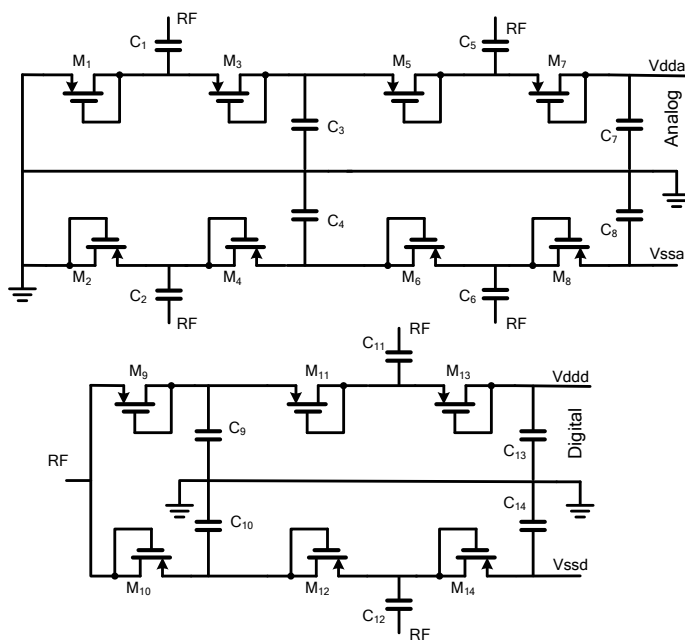 RF
RF
C1
C5
M1
M3
M5
M7
Vdda
C3
C7
Analog
C4
C8
Vssa
M2
M4
M6
M8
C2
C6
RF
RF
RF
C11
M9
M11
M13
Vddd
C9
C13
Digital
RF
C10
C14
Vssd
M10
M12
M14
C12
RF